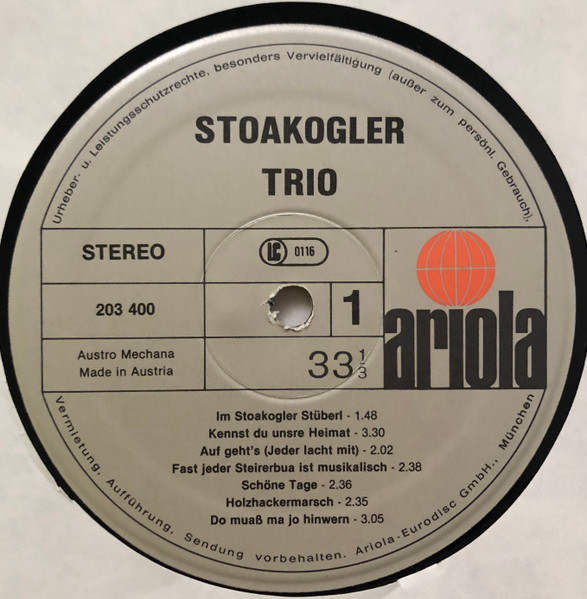 Urheber- u. Leistungsschutzrechte, besonders Vervielfältigung (außer zum persönl. Gebrauch),
STOAKOGLER
TRIO
STEREO
LC 0116
203 400
1
ariola
Austro Mechana
Made in Austria
33 1/3
Im Stoakogler Stüberl - 1.48
Kennst du unsre Heimat - 3.30
Auf geht's (Jeder lacht mit) - 2.02
Fast jeder Steirerbua ist musikalisch - 2.38
Schöne Tage - 2.36
Holzhackermarsch - 2.35
Do muaß ma jo hinwern - 3.05
Vermietung, Aufführung, Sendung vorbehalten. Ariola-Eurodisc GmbH., München